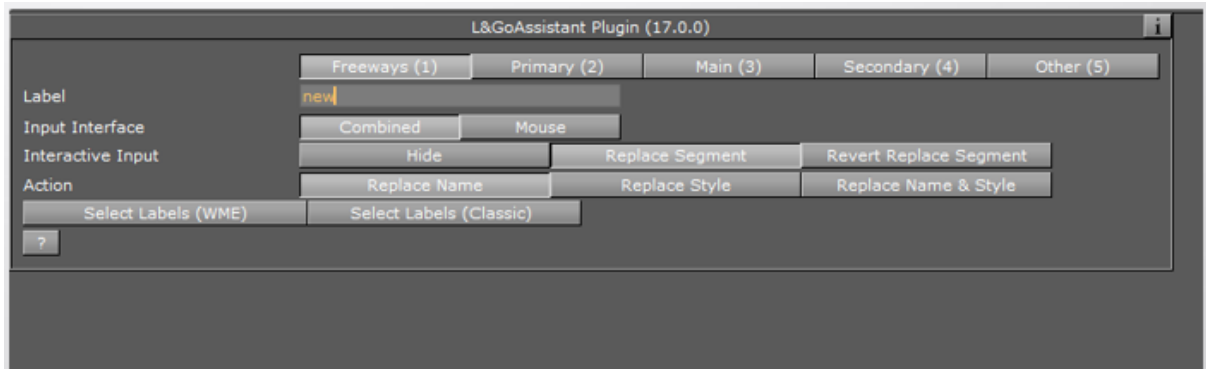 L&GoAssistant Plugin (17.0.0) i
Freeways (1) Primary (2) Main (3) Secondary (4) Other (5)
Label new
Input Interface Combined Mouse
Interactive Input Hide Replace Segment Revert Replace Segment
Action Replace Name Replace Style Replace Name & Style
Select Labels (WME) Select Labels (Classic)
?